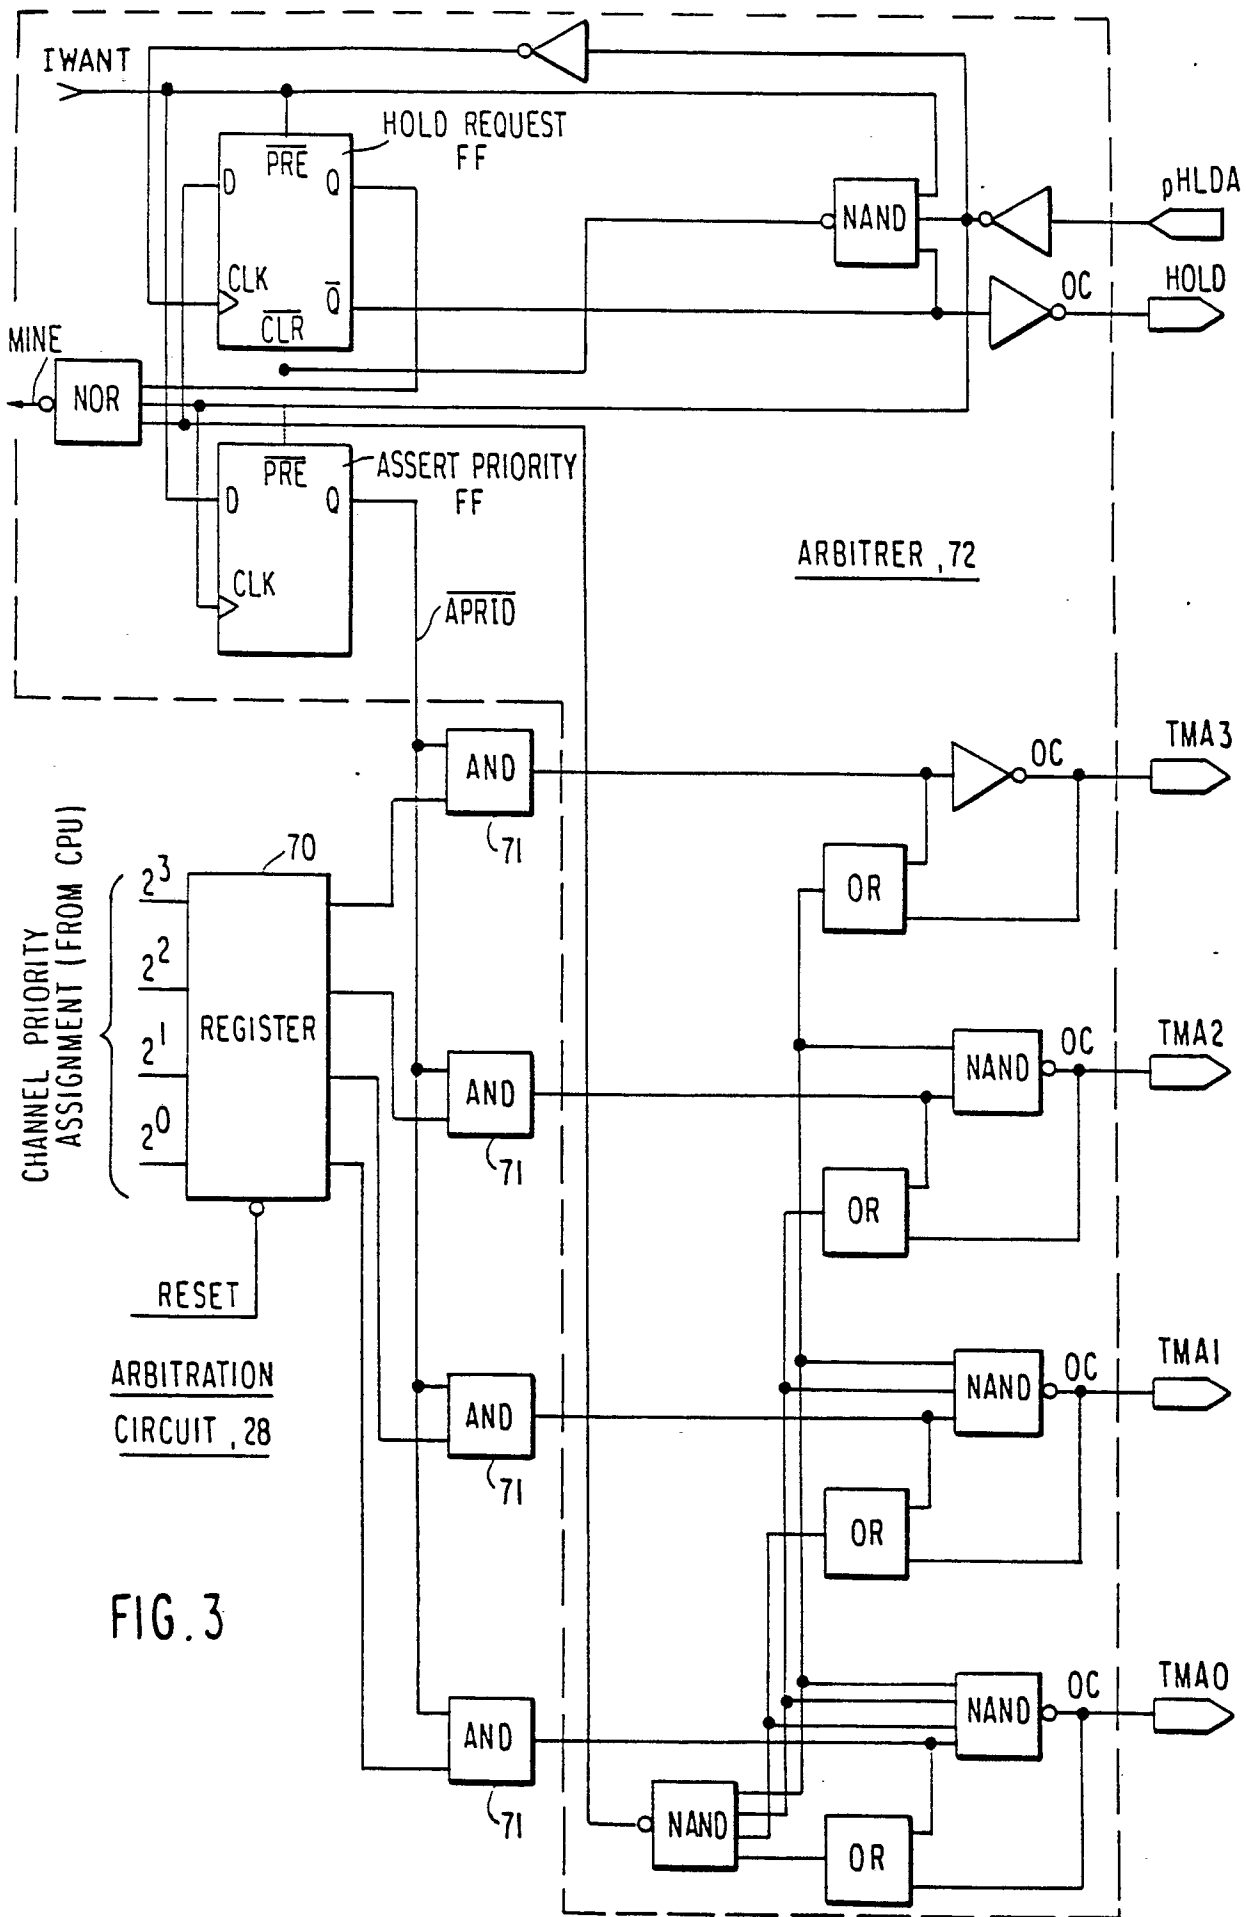 IWANT
HOLD REQUEST
FF
D
PRE
Q
CLK
Q
CLR
NAND
pHLDA
OC
HOLD
MINE
NOR
ASSERT PRIORITY
FF
PRE
D
Q
CLK
APRIO
ARBITRER, 72
AND
71
OC
TMA3
OR
CHANNEL PRIORITY
ASSIGNMENT (FROM CPU)
2³
2²
2¹
2⁰
70
REGISTER
RESET
AND
71
NAND
OC
TMA2
OR
ARBITRATION
CIRCUIT, 28
AND
71
NAND
OC
TMA1
OR
FIG. 3
AND
71
NAND
OC
TMA0
NAND
OR